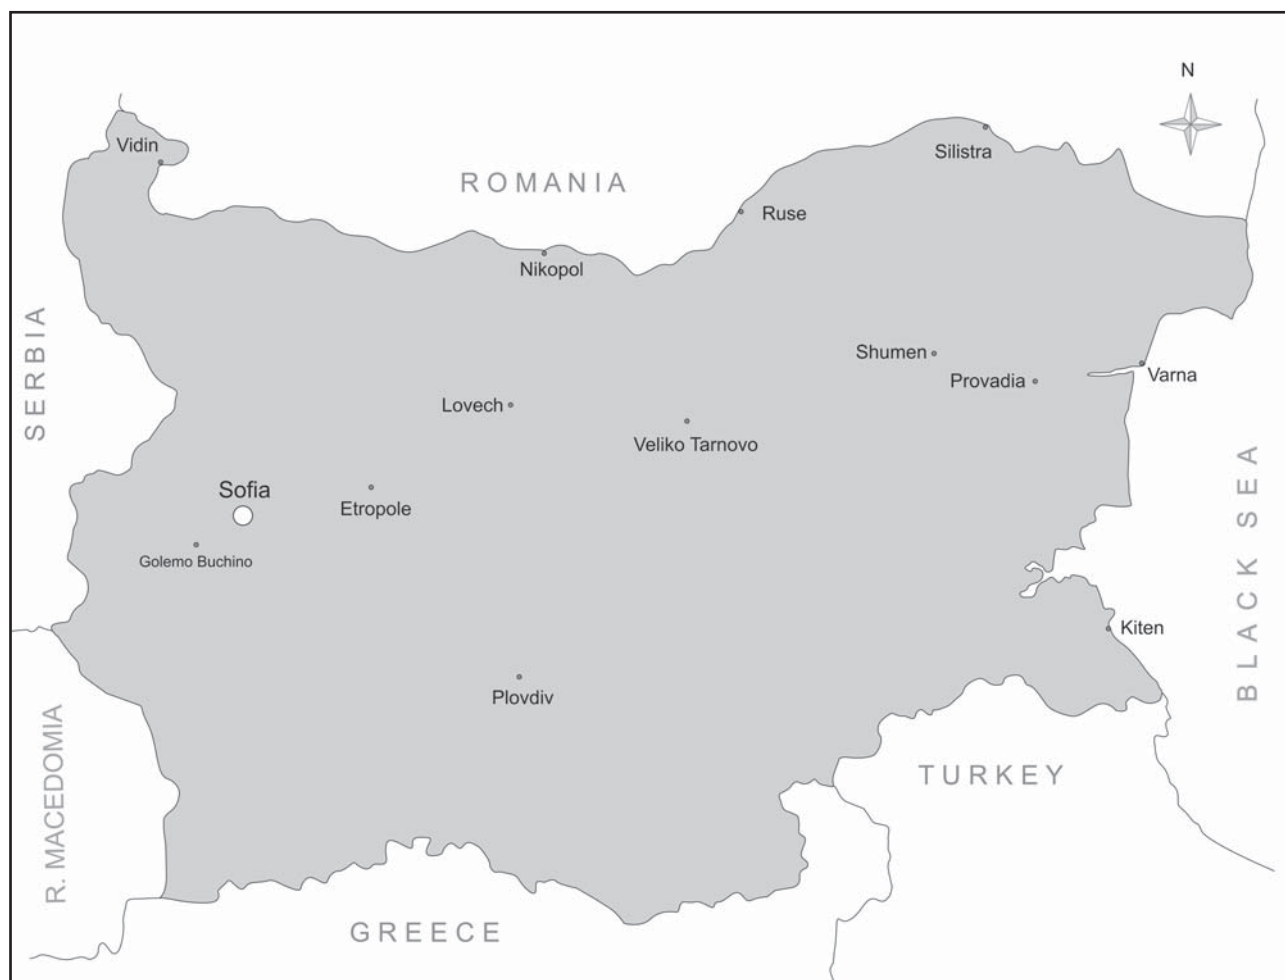 N
Vidin
Silistra
ROMANIA
Ruse
Nikopol
SERBIA
Shumen
Provadia
Varna
Lovech
Veliko Tarnovo
Sofia
Etropole
Golemo Buchino
BLACK SEA
Kiten
Plovdiv
R. MACEDOMIA
TURKEY
GREECE